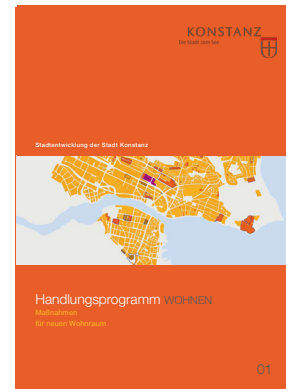 KONSTANZ
Die Stadt zum See
Stadtentwicklung der Stadt Konstanz
Handlungsprogramm WOHNEN
Maßnahmen
für neuen Wohnraum
01